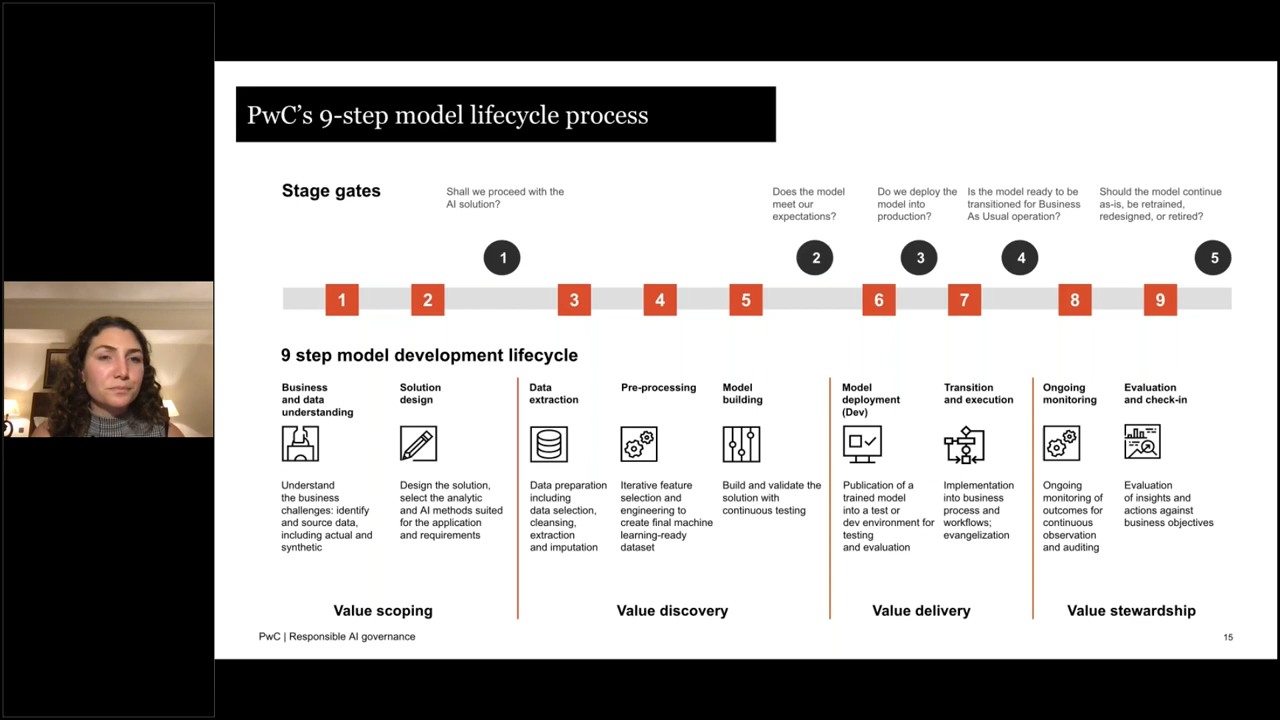 PwC’s 9-step model lifecycle process
Stage gates
Shall we proceed with the
AI solution?
Does the model
meet our
expectations?
Do we deploy the
model into
production?
Is the model ready to be
transitioned for Business
As Usual operation?
Should the model continue
as-is, be retrained,
redesigned, or retired?
1
2
3
4
5
1
2
3
4
5
6
7
8
9
9 step model development lifecycle
Business
and data
understanding
Understand
the business
challenges: identify
and source data,
including actual and
synthetic
Solution
design
Design the solution,
select the analytic
and AI methods suited
for the application
and requirements
Data
extraction
Data preparation
including
data selection,
cleansing,
extraction
and imputation
Pre-processing
Iterative feature
selection and
engineering to
create final machine
learning-ready
dataset
Model
building
Build and validate the
solution with
continuous testing
Model
deployment
(Dev)
Publication of a
trained model
into a test or
dev environment for
testing
and evaluation
Transition
and execution
Implementation
into business
process and
workflows;
evangelization
Ongoing
monitoring
Ongoing
monitoring of
outcomes for
continuous
observation
and auditing
Evaluation
and check-in
Evaluation
of insights and
actions against
business objectives
Value scoping
Value discovery
Value delivery
Value stewardship
PwC | Responsible AI governance
15